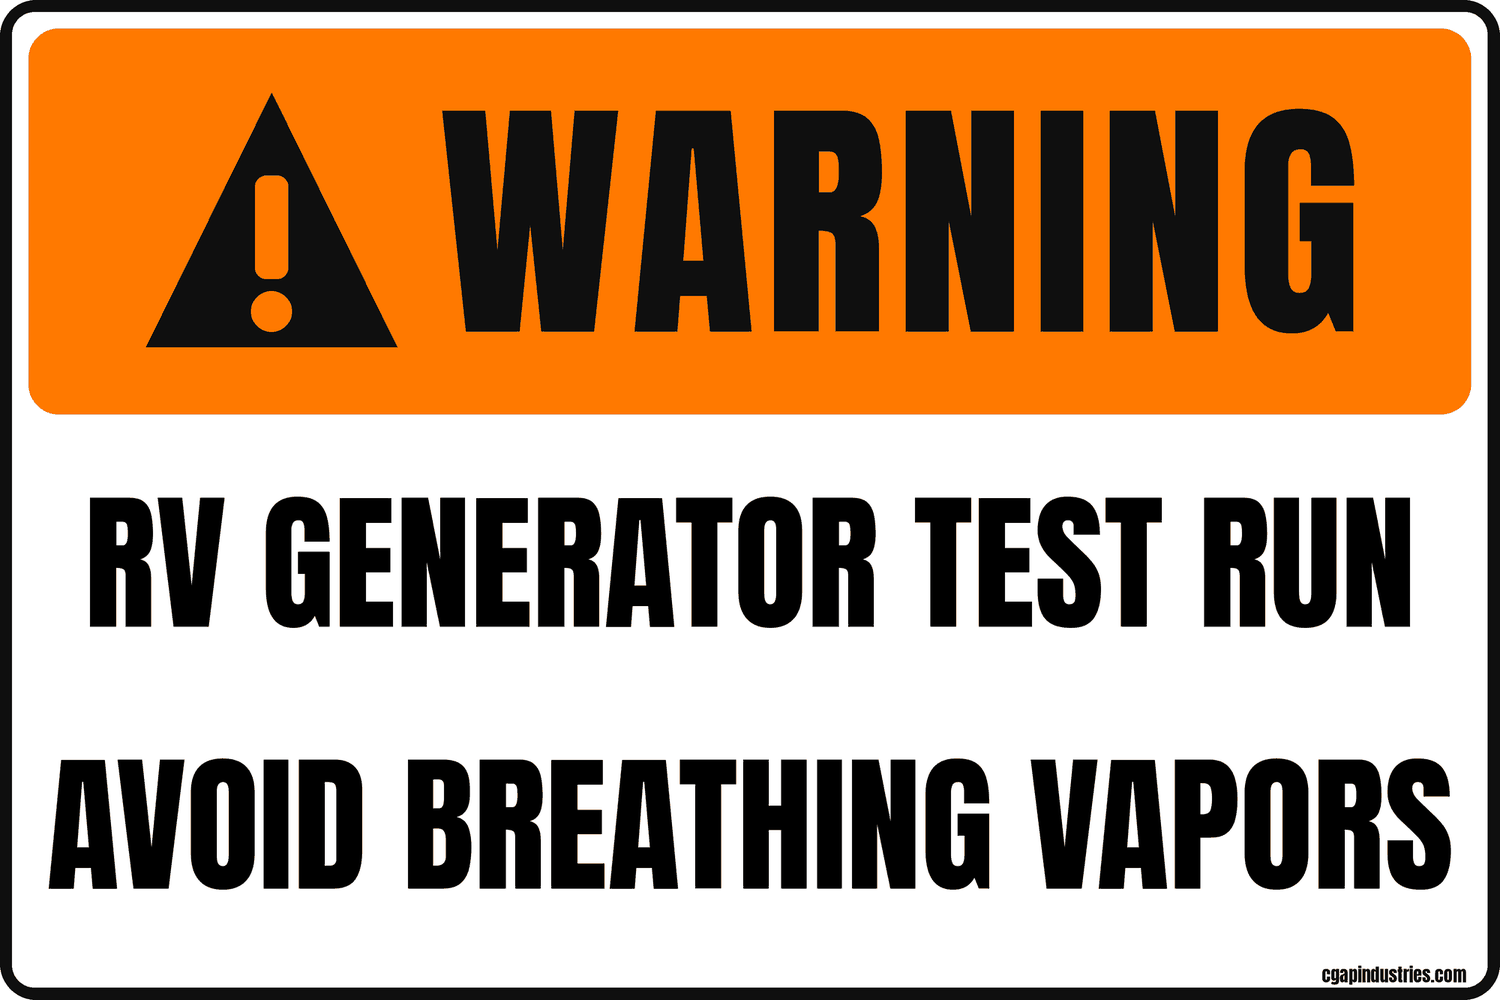 WARNING
RV GENERATOR TEST RUN
AVOID BREATHING VAPORS
cgapindustries.com